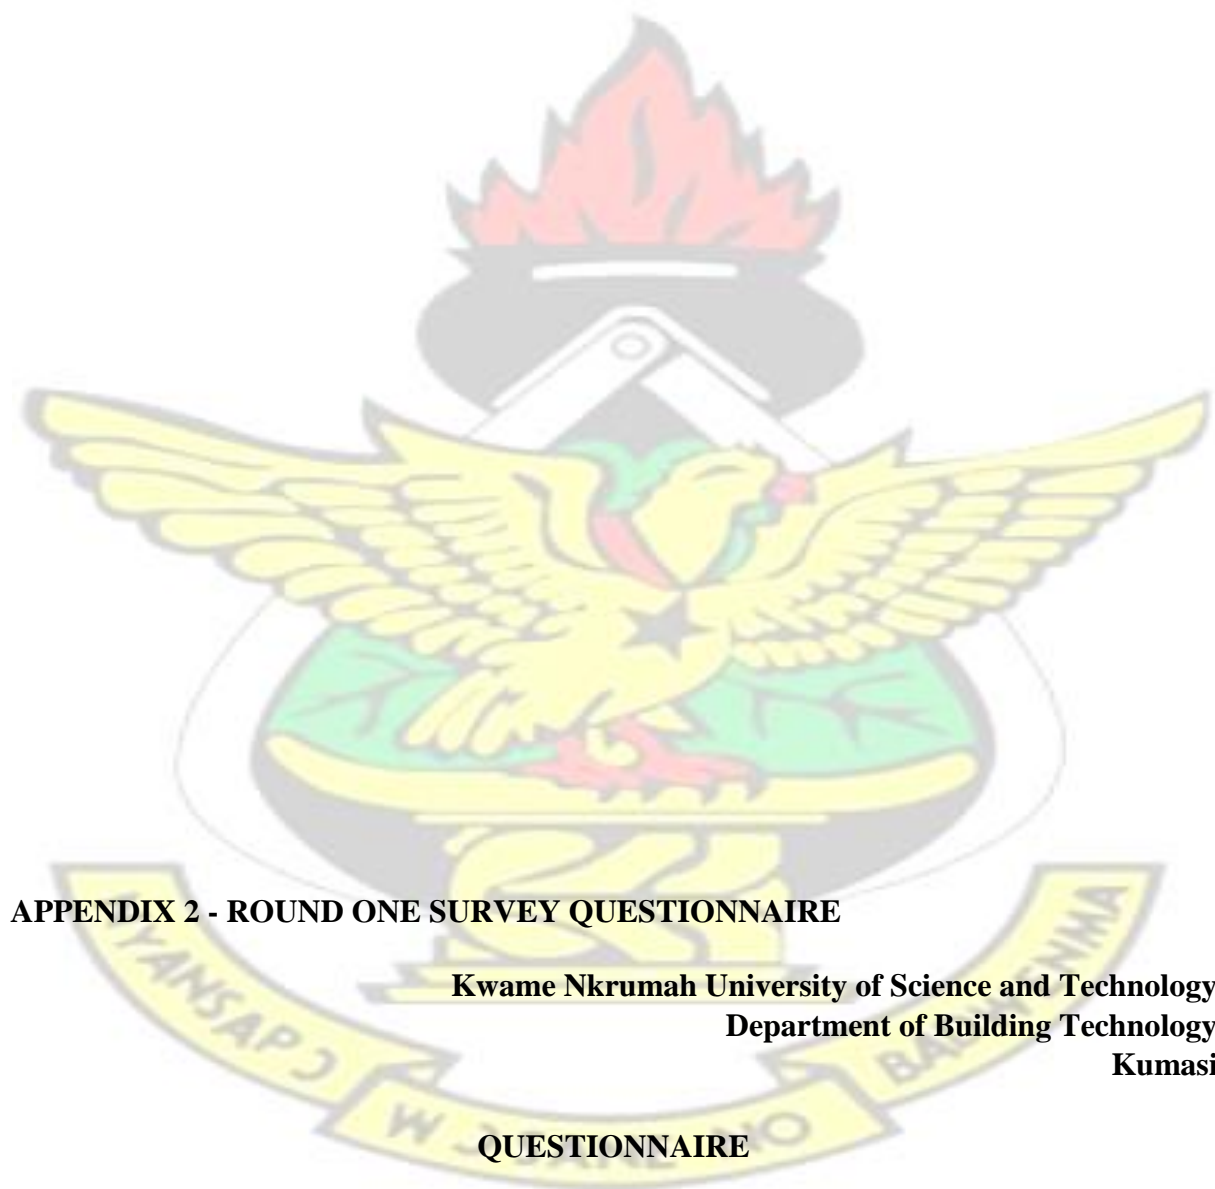 APPENDIX 2 - ROUND ONE SURVEY QUESTIONNAIRE
Kwame Nkrumah University of Science and Technology
Department of Building Technology
Kumasi
QUESTIONNAIRE